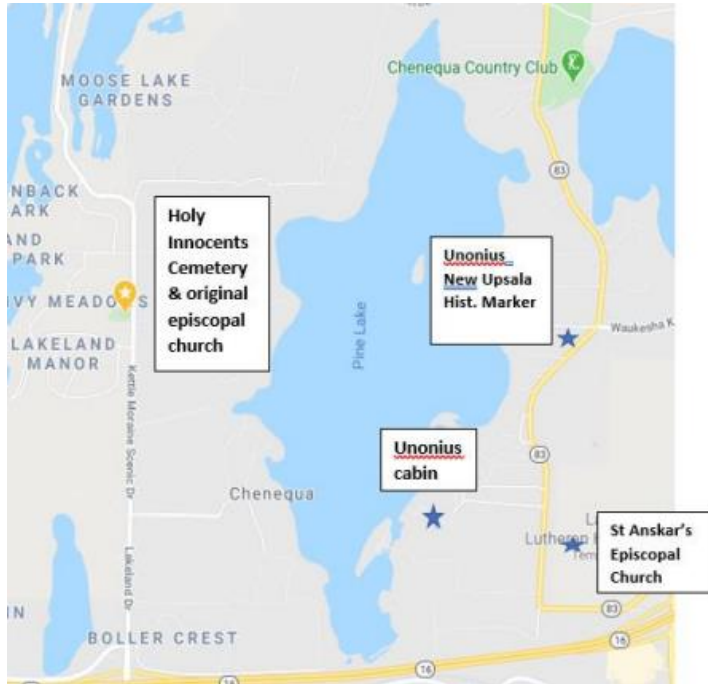 MOOSE LAKE
GARDENS
Chenequa Country Club
83
NBACK
ARK
AND
PARK
Holy
Innocents
Cemetery
& original
episcopal
church
Unonius
New Upsala
Hist. Marker
IVY MEADOWS
LAKELAND
MANOR
Pine Lake
Waukesha K
Kettle Moraine Scenic Dr
Unonius
cabin
83
Chenequa
Lutheran
St Anskar's
Episcopal
Church
Lakeland Dr
83
IN
BOLLER CREST
16
16
16